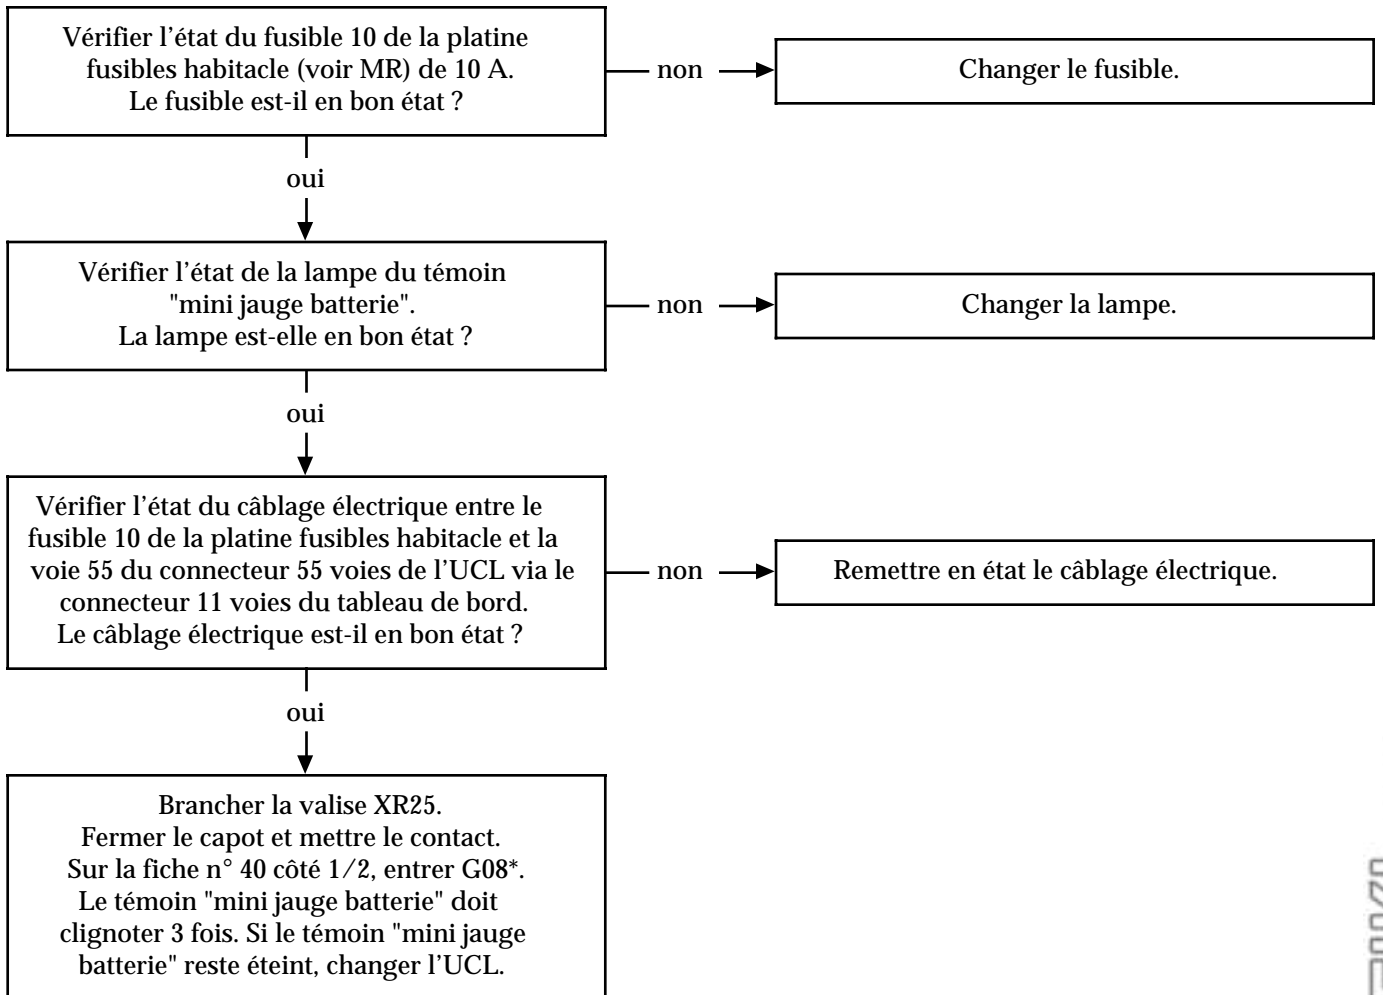 Vérifier l'état du fusible 10 de la platine
fusibles habitacle (voir MR) de 10 A.
Le fusible est-il en bon état ?
non
Changer le fusible.
oui
Vérifier l'état de la lampe du témoin
"mini jauge batterie".
La lampe est-elle en bon état ?
non
Changer la lampe.
oui
Vérifier l'état du câblage électrique entre le
fusible 10 de la platine fusibles habitacle et la
voie 55 du connecteur 55 voies de l'UCL via le
connecteur 11 voies du tableau de bord.
Le câblage électrique est-il en bon état ?
non
Remettre en état le câblage électrique.
oui
Brancher la valise XR25.
Fermer le capot et mettre le contact.
Sur la fiche n° 40 côté 1/2, entrer G08*.
Le témoin "mini jauge batterie" doit
clignoter 3 fois. Si le témoin "mini jauge
batterie" reste éteint, changer l'UCL.